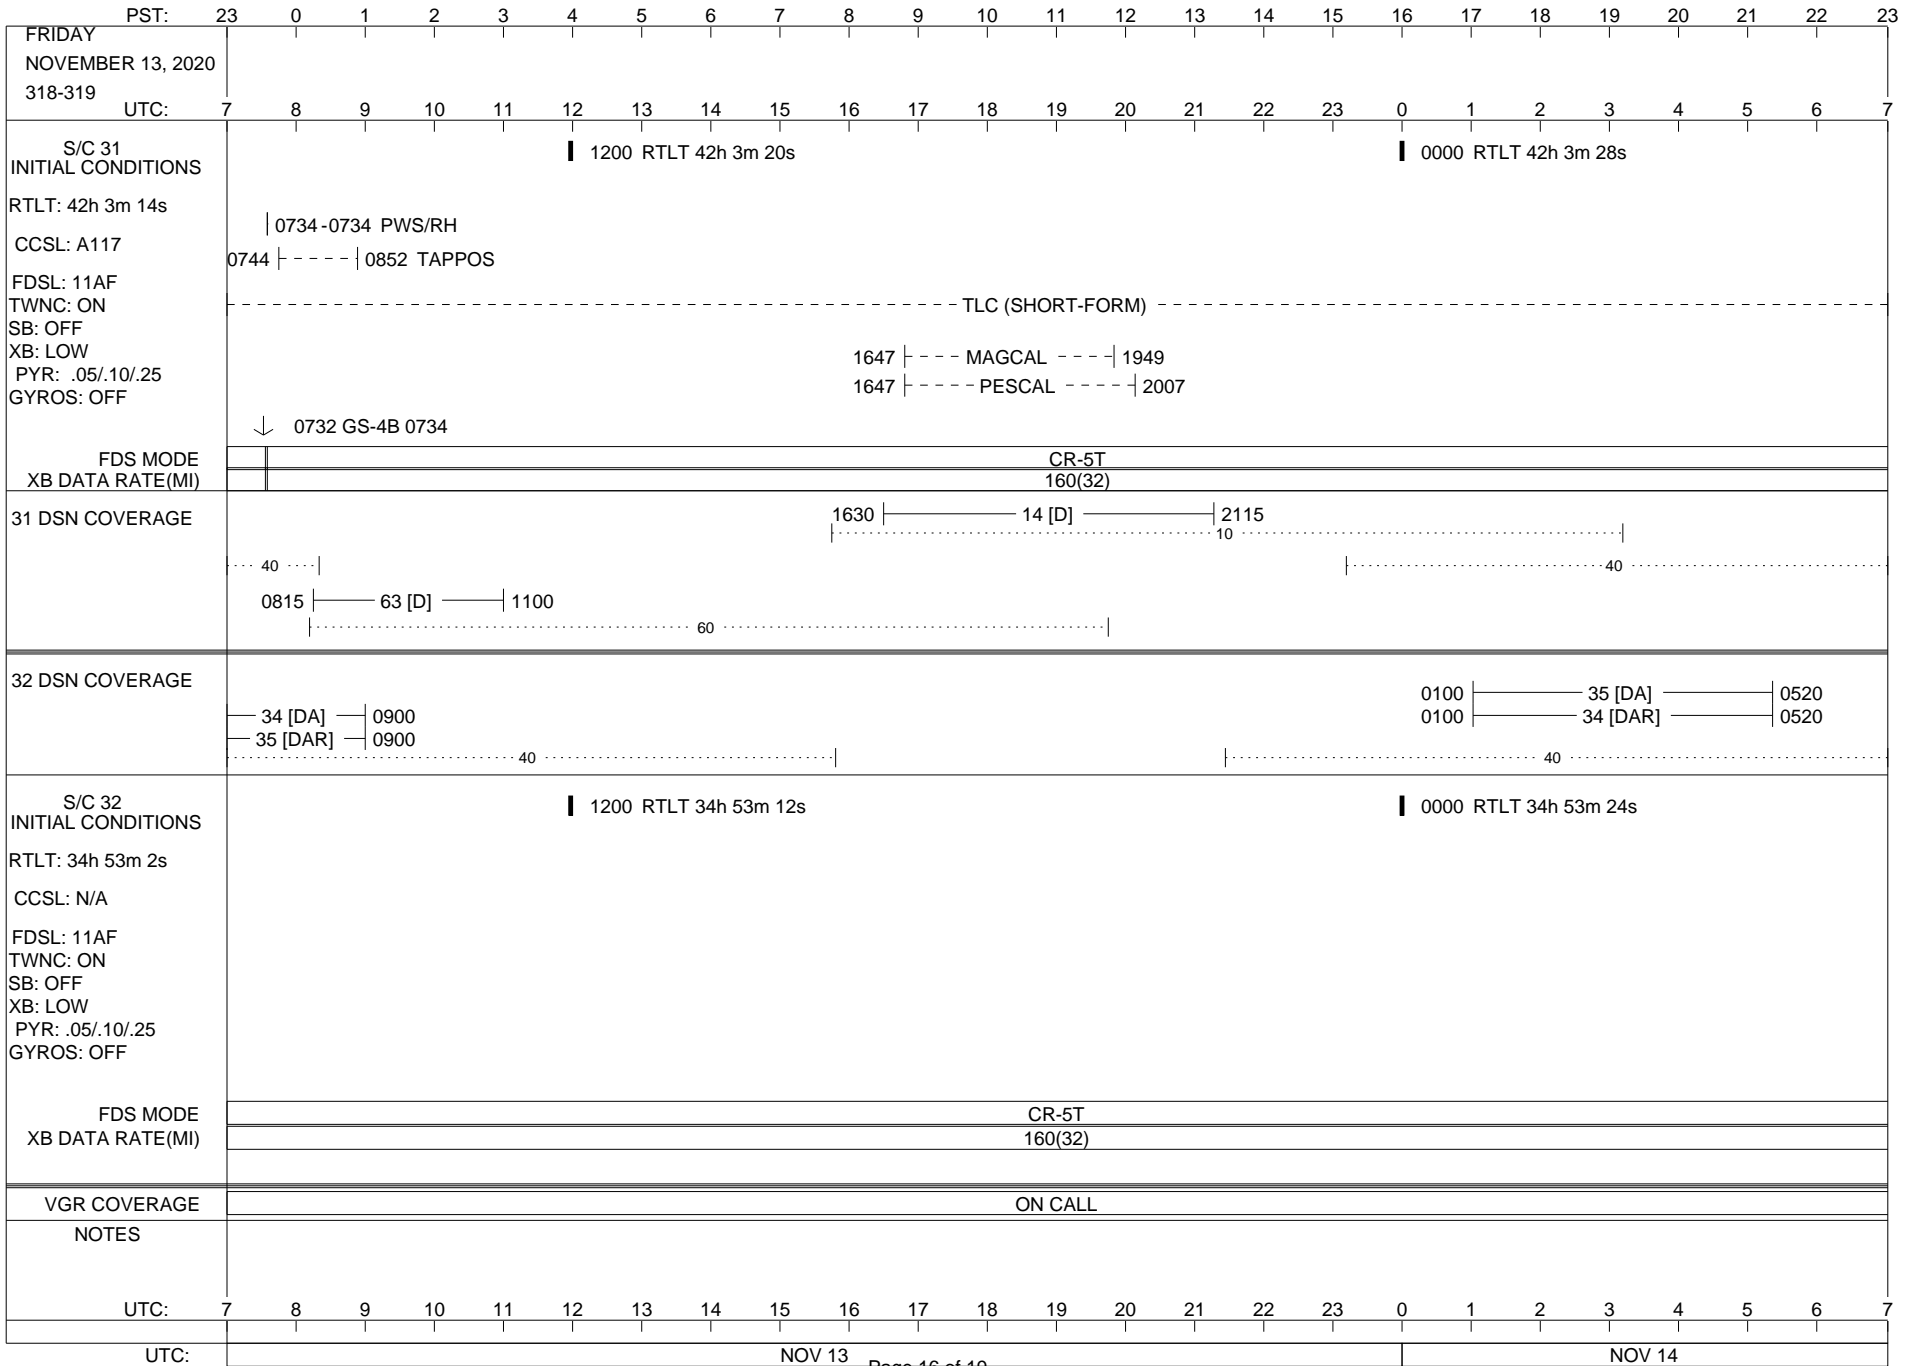 PST: 23 0 1 2 3 4 5 6 7 8 9 10 11 12 13 14 15 16 17 18 19 20 21 22 23
FRIDAY
NOVEMBER 13, 2020
318-319
UTC: 7 8 9 10 11 12 13 14 15 16 17 18 19 20 21 22 23 0 1 2 3 4 5 6 7
S/C 31
INITIAL CONDITIONS
1200 RTLT 42h 3m 20s
0000 RTLT 42h 3m 28s
RTLT: 42h 3m 14s
0734-0734 PWS/RH
CCSL: A117
0744 0852 TAPPOS
FDSL: 11AF
TWNC: ON
TLC (SHORT-FORM)
SB: OFF
XB: LOW
1647 MAGCAL 1949
PYR: .05/.10/.25
1647 PESCAL 2007
GYROS: OFF
0732 GS-4B 0734
FDS MODE CR-5T
XB DATA RATE(MI) 160(32)
31 DSN COVERAGE
1630 14 [D] 2115
10
40 40
0815 63 [D] 1100
60
32 DSN COVERAGE
0100 35 [DA] 0520
34 [DA] 0900 0100 34 [DAR] 0520
35 [DAR] 0900
40 40
S/C 32
INITIAL CONDITIONS
1200 RTLT 34h 53m 12s
0000 RTLT 34h 53m 24s
RTLT: 34h 53m 2s
CCSL: N/A
FDSL: 11AF
TWNC: ON
SB: OFF
XB: LOW
PYR: .05/.10/.25
GYROS: OFF
FDS MODE CR-5T
XB DATA RATE(MI) 160(32)
VGR COVERAGE ON CALL
NOTES
UTC: 7 8 9 10 11 12 13 14 15 16 17 18 19 20 21 22 23 0 1 2 3 4 5 6 7
UTC: NOV 13 NOV 14
Page 16 of 19